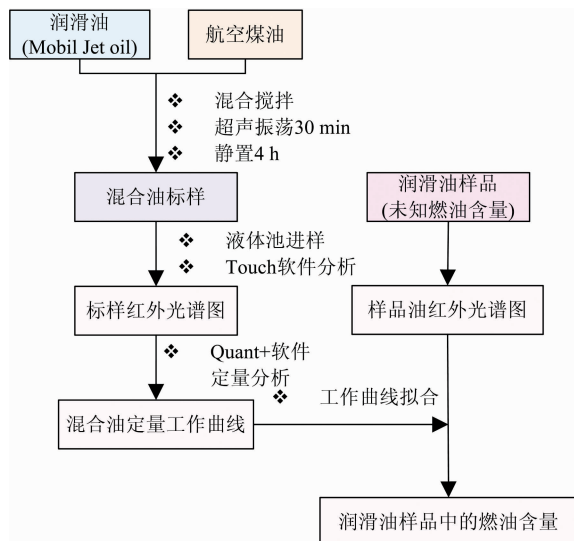 润滑油
(Mobil Jet oil)
航空煤油
❖ 混合搅拌
❖ 超声振荡30 min
❖ 静置4 h
混合油标样
润滑油样品
(未知燃油含量)
❖ 液体池进样
❖ Touch软件分析
标样红外光谱图
样品油红外光谱图
❖ Quant+软件
定量分析
❖ 工作曲线拟合
混合油定量工作曲线
润滑油样品中的燃油含量